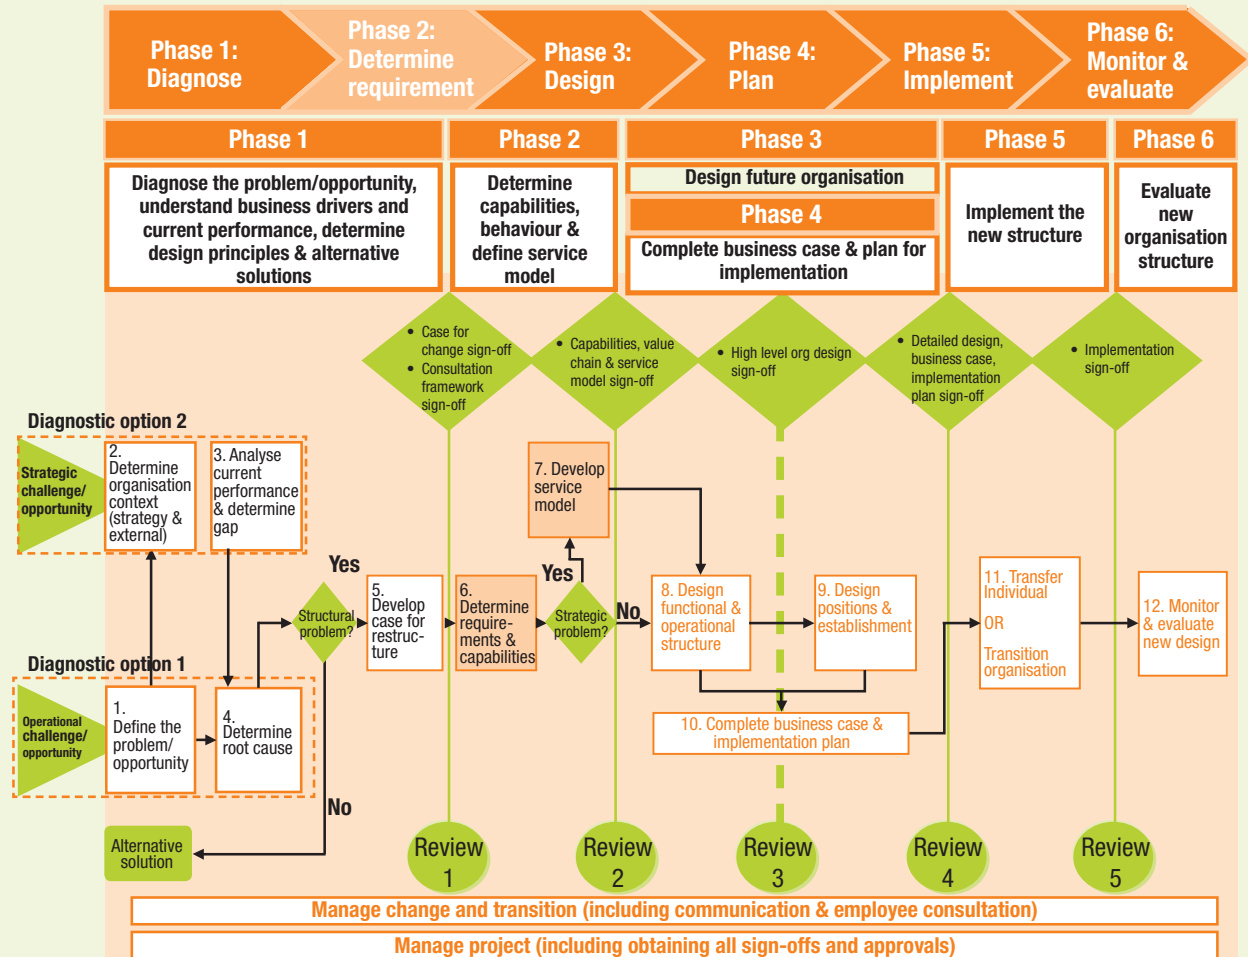 Phase 1:
Diagnose
Phase 2:
Determine
requirement
Phase 3:
Design
Phase 4:
Plan
Phase 5:
Implement
Phase 6:
Monitor &
evaluate
Phase 1
Phase 2
Phase 3
Phase 5
Phase 6
Diagnose the problem/opportunity,
understand business drivers and
current performance, determine
design principles & alternative
solutions
Determine
capabilities,
behaviour &
define service
model
Design future organisation
Phase 4
Complete business case & plan for
implementation
Implement the
new structure
Evaluate
new
organisation
structure
• Case for
change sign-off
• Consultation
framework
sign-off
• Capabilities, value
chain & service
model sign-off
• High level org design
sign-off
• Detailed design,
business case,
implementation
plan sign-off
• Implementation
sign-off
Diagnostic option 2
Strategic
challenge/
opportunity
2.
Determine
organisation
context
(strategy &
external)
3. Analyse
current
performance
& determine
gap
7. Develop
service
model
Yes
Structural
problem?
5.
Develop
case for
restruc-
ture
6.
Determine
require-
ments &
capabilities
Yes
Strategic
problem?
No
8. Design
functional &
operational
structure
9. Design
positions &
establishment
11. Transfer
Individual
OR
Transition
organisation
12. Monitor
& evaluate
new design
Diagnostic option 1
Operational
challenge/
opportunity
1.
Define the
problem/
opportunity
4.
Determine
root cause
10. Complete business case &
implementation plan
No
Alternative
solution
Review
1
Review
2
Review
3
Review
4
Review
5
Manage change and transition (including communication & employee consultation)
Manage project (including obtaining all sign-offs and approvals)